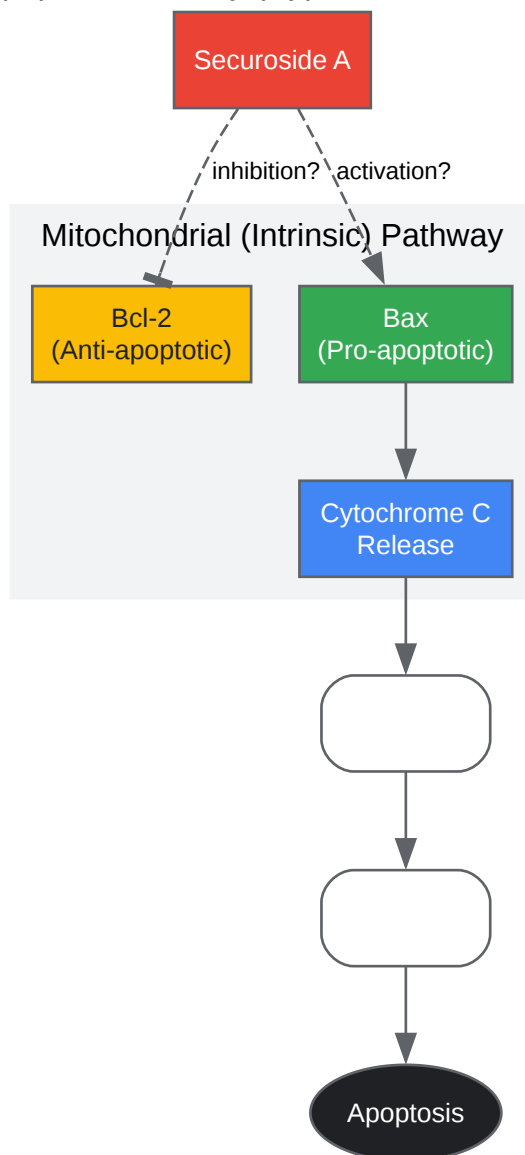 Securoside A
inhibition?
activation?
Mitochondrial (Intrinsic) Pathway
Bcl-2
(Anti-apoptotic)
Bax
(Pro-apoptotic)
Cytochrome C
Release
Apoptosis